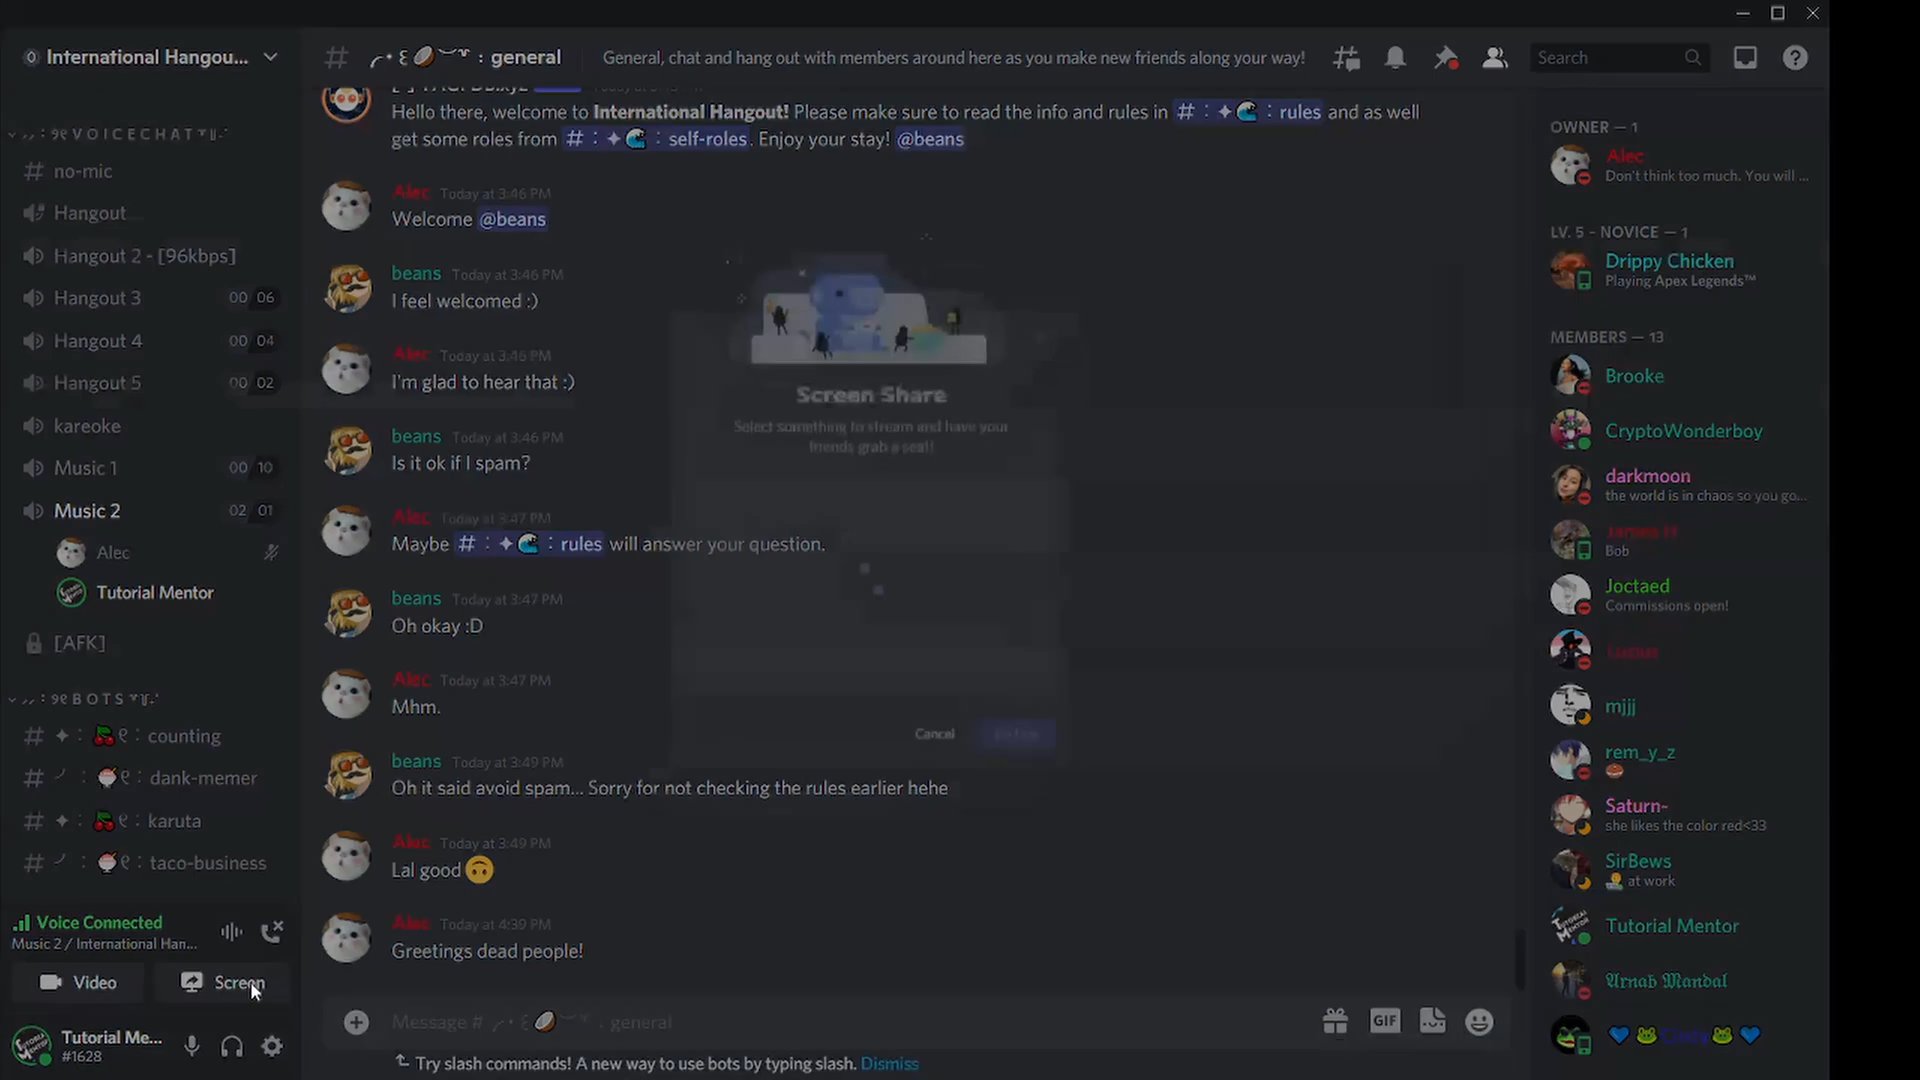 International Hangou...
VOICECHAT
no-mic
Hangout
Hangout 2 - [96kbps]
Hangout 3 00 06
Hangout 4 00 04
Hangout 5 00 02
kareoke
Music 1 00 10
Music 2 02 01
Alec
Tutorial Mentor
[AFK]
BOTS
counting
dank-memer
karuta
taco-business
Voice Connected
Music 2 / International Han...
Video
Screen
Tutorial Me...
#1628
: general
General, chat and hang out with members around here as you make new friends along your way!
Search
Hello there, welcome to International Hangout! Please make sure to read the info and rules in # : ✦🌊 : rules and as well
get some roles from # : ✦🌊 : self-roles. Enjoy your stay! @beans
Alec Today at 3:46 PM
Welcome @beans
beans Today at 3:46 PM
I feel welcomed :)
Alec Today at 3:46 PM
I'm glad to hear that :)
beans Today at 3:46 PM
Is it ok if I spam?
Alec Today at 3:47 PM
Maybe # : ✦🌊 : rules will answer your question.
beans Today at 3:47 PM
Oh okay :D
Alec Today at 3:47 PM
Mhm.
beans Today at 3:49 PM
Oh it said avoid spam... Sorry for not checking the rules earlier hehe
Alec Today at 3:49 PM
Lal good 🙃
Alec Today at 4:39 PM
Greetings dead people!
Screen Share
Select something to stream and have your
friends grab a seat!
Cancel
Message # general
GIF
Try slash commands! A new way to use bots by typing slash. Dismiss
OWNER — 1
Alec
Don't think too much. You will ...
LV. 5 - NOVICE — 1
Drippy Chicken
Playing Apex Legends™
MEMBERS — 13
Brooke
CryptoWonderboy
darkmoon
the world is in chaos so you go...
Bob
Joctaed
Commissions open!
Lucius
mjjj
rem_y_z
Saturn-
she likes the color red<33
SirBews
at work
Tutorial Mentor
𝕬rnab 𝕸andal